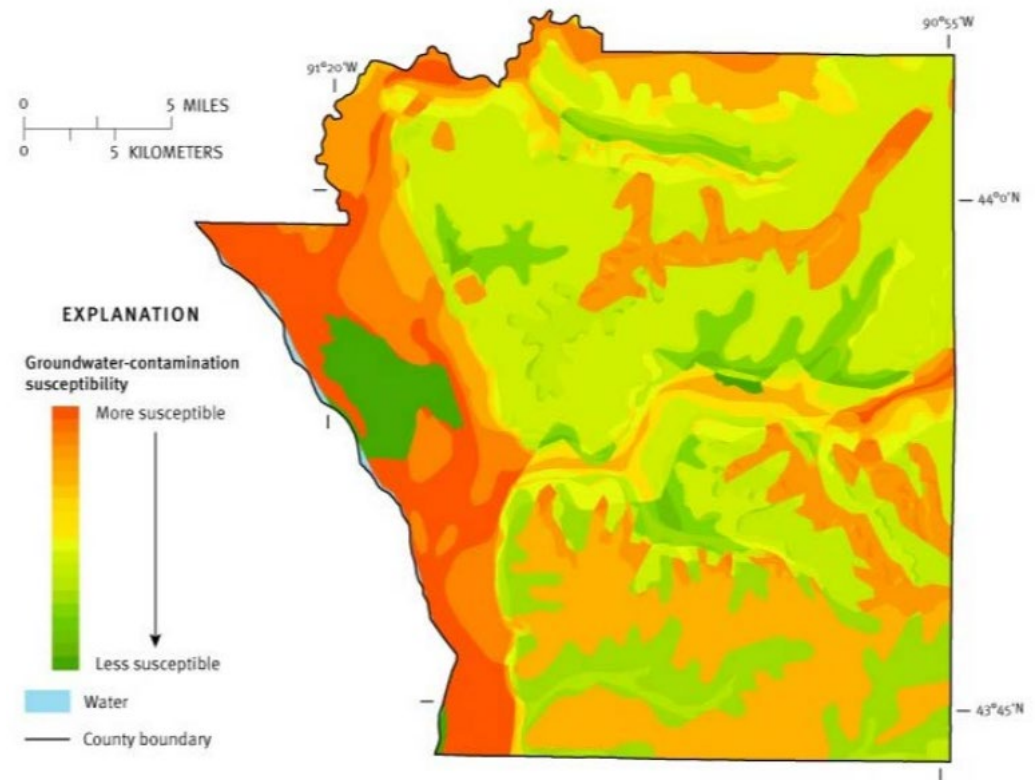 90°55'W
91°20'W
0 5 MILES
0 5 KILOMETERS
44°0'N
EXPLANATION
Groundwater-contamination
susceptibility
More susceptible
Less susceptible
Water
County boundary
43°45'N